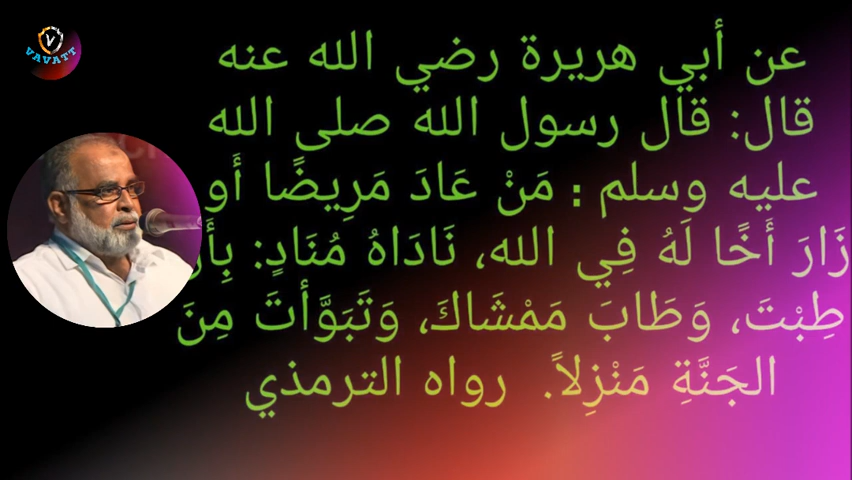 VAVATT
عن أبي هريرة رضي الله عنه
قال: قال رسول الله صلى الله
عليه وسلم : مَنْ عَادَ مَرِيضًا أَو
زَارَ أَخًا لَهُ فِي الله، نَادَاهُ مُنَادٍ:
طِبْتَ، وَطَابَ مَمْشَاكَ، وَتَبَوَّأتَ مِنَ
الجَنَّةِ مَنْزِلاً. رواه الترمذي